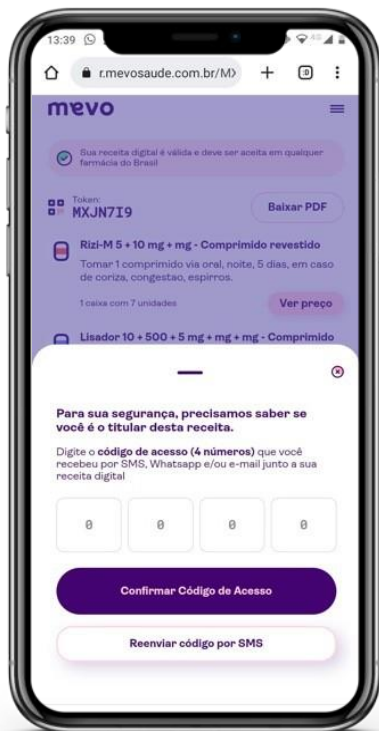 13:39
4G
r.mevosaude.com.br/MX
:D
mevo
Sua receita digital é válida e deve ser aceita em qualquer
farmácia do Brasil
Token:
MXJN7I9
Baixar PDF
Rizi-M 5 + 10 mg + mg - Comprimido revestido
Tomar 1 comprimido via oral, noite, 5 dias, em caso
de coriza, congestao, espirros.
1 caixa com 7 unidades
Ver preço
Lisador 10 + 500 + 5 mg + mg + mg - Comprimido
Para sua segurança, precisamos saber se
você é o titular desta receita.
Digite o código de acesso (4 números) que você
recebeu por SMS, Whatsapp e/ou e-mail junto a sua
receita digital
0 0 0 0
Confirmar Código de Acesso
Reenviar código por SMS